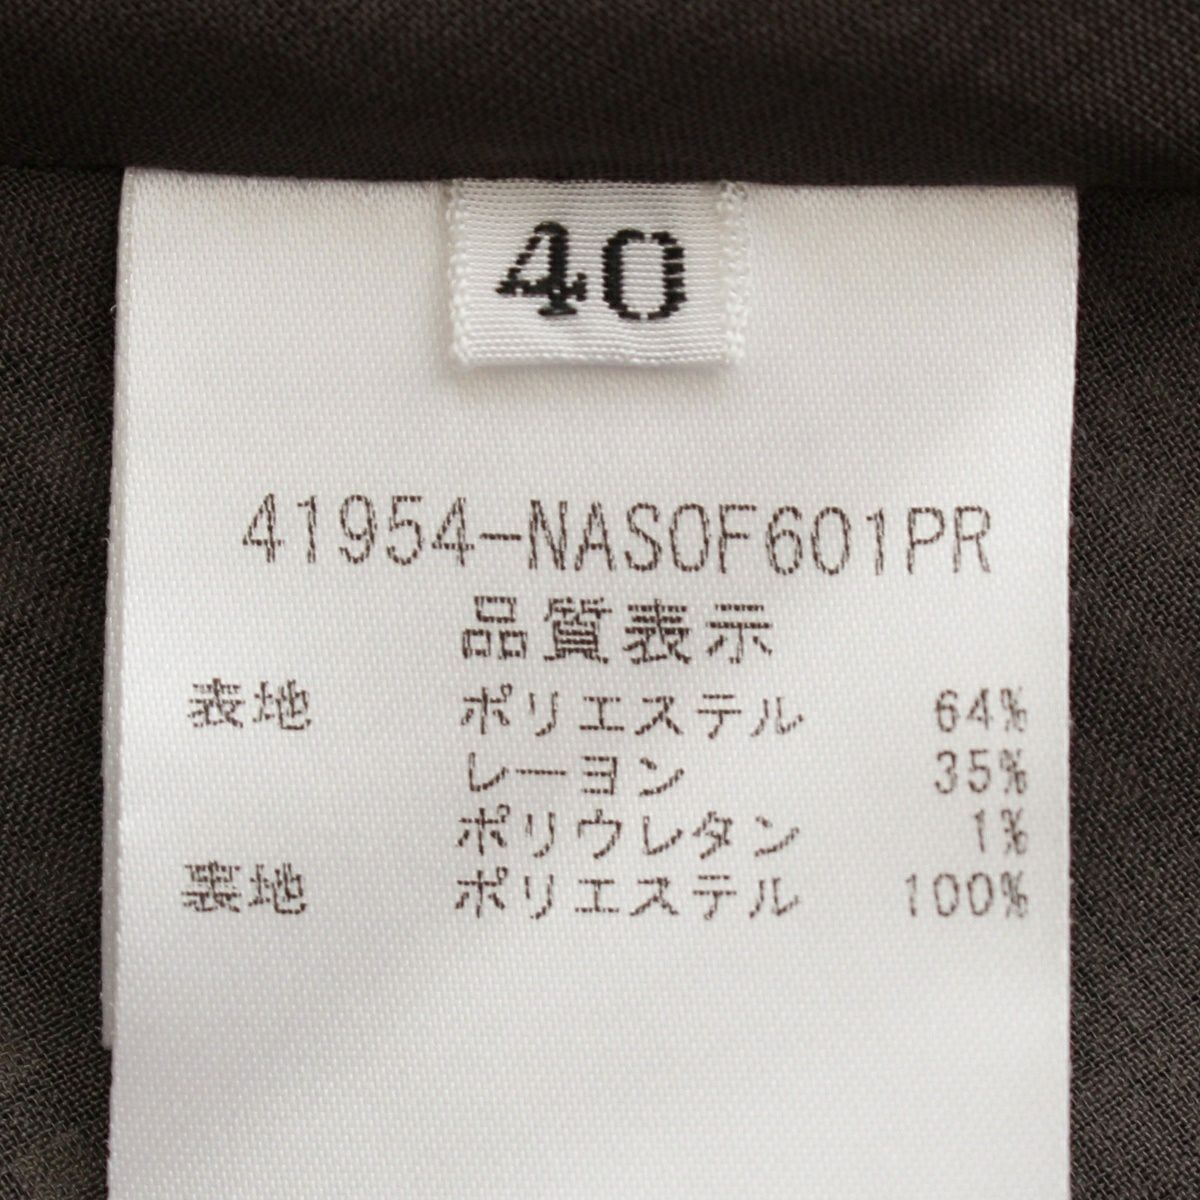 40
41954-NASOF601PR
品質表示
表地 ポリエステル 64%
レーヨン 35%
ポリウレタン 1%
裏地 ポリエステル 100%